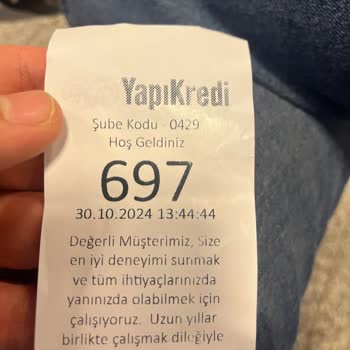 YapıKredi
Şube Kodu - 0429
Hoş Geldiniz
697
30.10.2024 13:44:44
Değerli Müşterimiz, Size
en iyi deneyimi sunmak
ve tüm ihtiyaçlarınızda
yanınızda olabilmek için
çalışıyoruz. Uzun yıllar
birlikte çalışmak dileğiyle